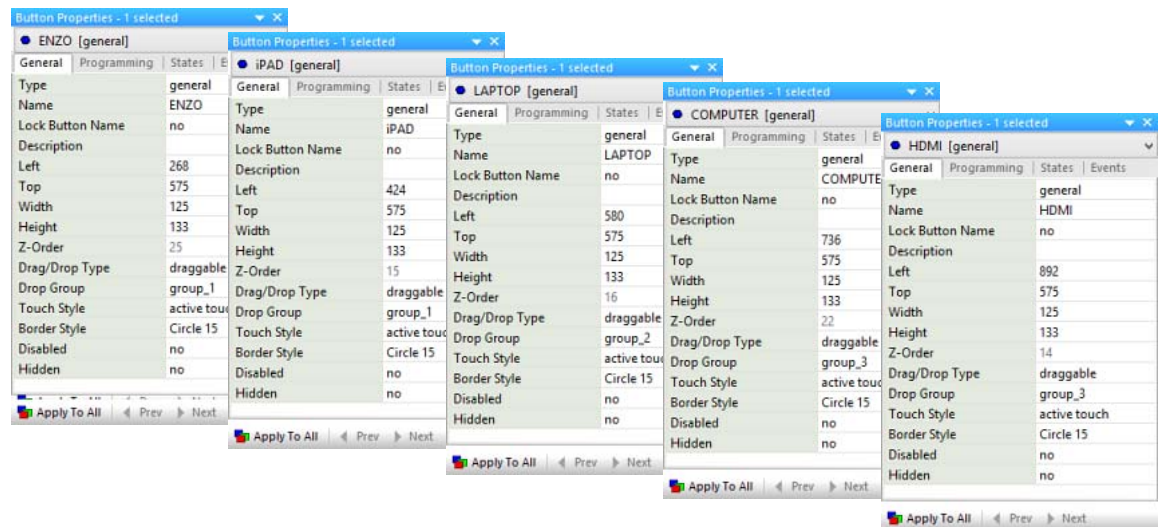 Button Properties - 1 selected
ENZO [general]
General Programming States E
Type general
Name ENZO
Lock Button Name no
Description
Left 268
Top 575
Width 125
Height 133
Z-Order 25
Drag/Drop Type draggable
Drop Group group_1
Touch Style active touc
Border Style Circle 15
Disabled no
Hidden no
Apply To All Prev Next
Button Properties - 1 selected
iPAD [general]
General Programming States E
Type general
Name iPAD
Lock Button Name no
Description
Left 424
Top 575
Width 125
Height 133
Z-Order 15
Drag/Drop Type draggable
Drop Group group_1
Touch Style active touc
Border Style Circle 15
Disabled no
Hidden no
Apply To All Prev Next
Button Properties - 1 selected
LAPTOP [general]
General Programming States E
Type general
Name LAPTOP
Lock Button Name no
Description
Left 580
Top 575
Width 125
Height 133
Z-Order 16
Drag/Drop Type draggable
Drop Group group_2
Touch Style active touc
Border Style Circle 15
Disabled no
Hidden no
Apply To All Prev Next
Button Properties - 1 selected
COMPUTER [general]
General Programming States E
Type general
Name COMPUTE
Lock Button Name no
Description
Left 736
Top 575
Width 125
Height 133
Z-Order 22
Drag/Drop Type draggable
Drop Group group_3
Touch Style active touc
Border Style Circle 15
Disabled no
Hidden no
Apply To All Prev Next
Button Properties - 1 selected
HDMI [general]
General Programming States Events
Type general
Name HDMI
Lock Button Name no
Description
Left 892
Top 575
Width 125
Height 133
Z-Order 14
Drag/Drop Type draggable
Drop Group group_3
Touch Style active touch
Border Style Circle 15
Disabled no
Hidden no
Apply To All Prev Next